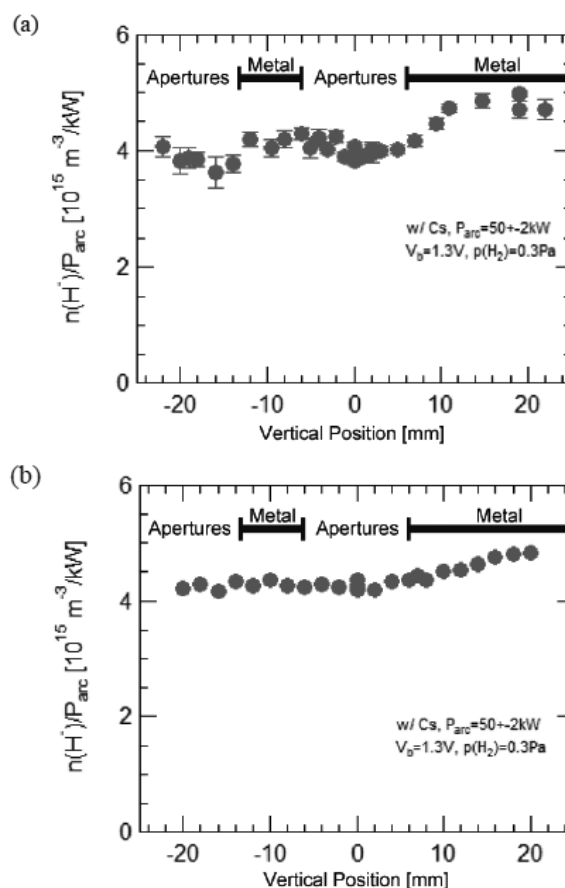 (a)
6
Apertures Metal Apertures Metal
4
n(H⁻)/P_arc [10¹⁵ m⁻³/kW]
w/ Cs, P_arc=50+-2kW
V_b=1.3V, p(H₂)=0.3Pa
2
0
-20 -10 0 10 20
Vertical Position [mm]
(b)
6
Apertures Metal Apertures Metal
4
n(H⁻)/P_arc [10¹⁵ m⁻³/kW]
2
w/ Cs, P_arc=50+-2kW
V_b=1.3V, p(H₂)=0.3Pa
0
-20 -10 0 10 20
Vertical Position [mm]